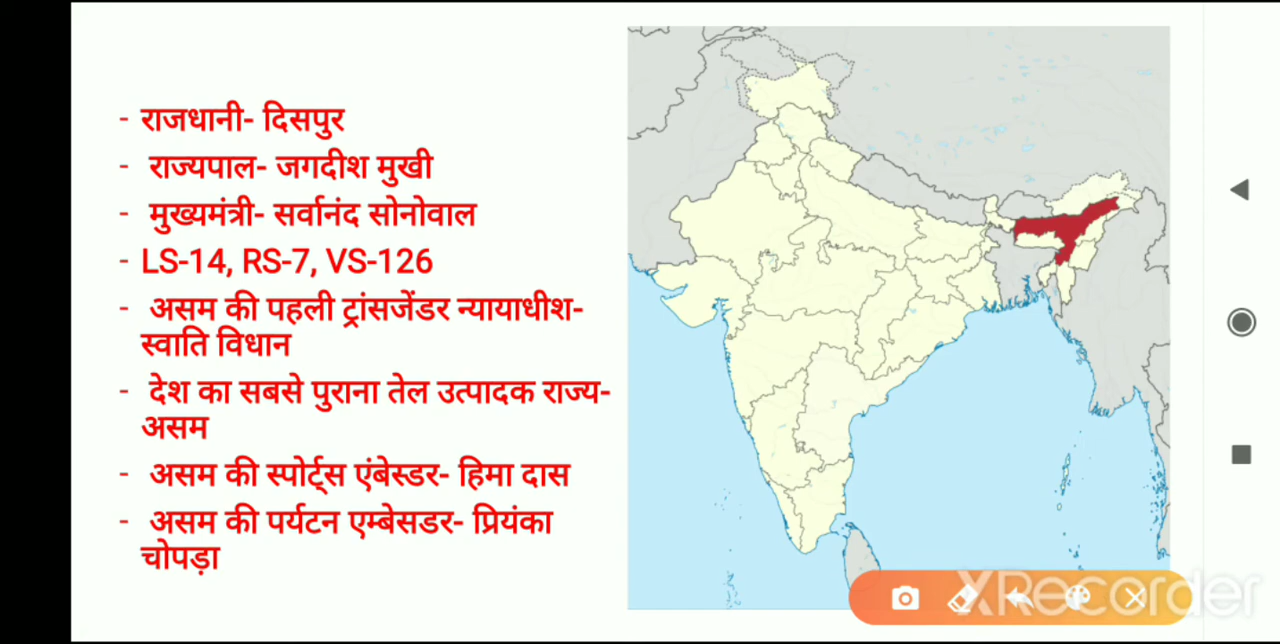 - राजधानी- दिसपुर
- राज्यपाल- जगदीश मुखी
- मुख्यमंत्री- सर्वानंद सोनोवाल
- LS-14, RS-7, VS-126
- असम की पहली ट्रांसजेंडर न्यायाधीश-
स्वाति विधान
- देश का सबसे पुराना तेल उत्पादक राज्य-
असम
- असम की स्पोर्ट्स एंबेस्डर- हिमा दास
- असम की पर्यटन एम्बेसडर- प्रियंका
चोपड़ा
XRecorder